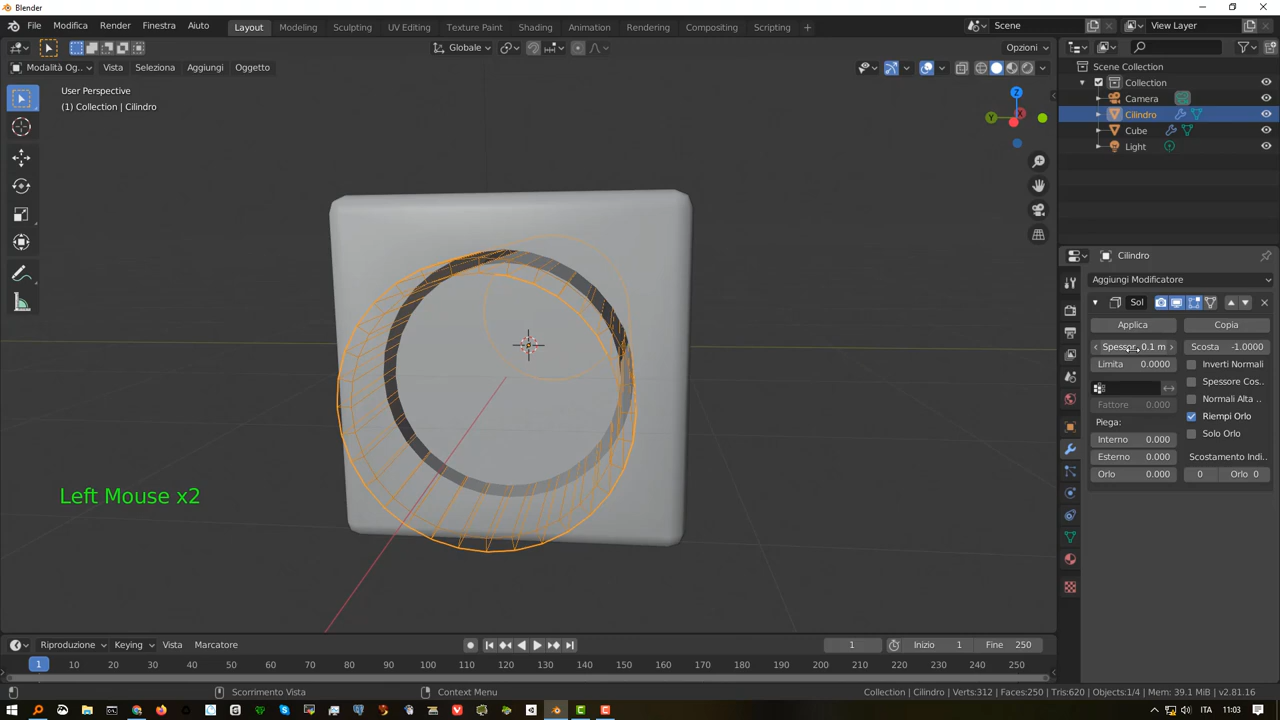 Blender
File Modifica Render Finestra Aiuto Layout Modeling Sculpting UV Editing Texture Paint Shading Animation Rendering Compositing Scripting + Scene View Layer
Globale Opzioni
Modalità Og.. Vista Seleziona Aggiungi Oggetto
User Perspective
(1) Collection | Cilindro
Z
Y
X
Scene Collection
Collection
Camera
Cilindro
Cube
Light
Cilindro
Aggiungi Modificatore
Sol
Applica Copia
Spessor 0.1 m Scosta -1.0000
Limita 0.0000 Inverti Normali
Spessore Cos..
Normali Alta ..
Fattore 0.000 Riempi Orlo
Piega: Solo Orlo
Interno 0.000
Esterno 0.000 Scostamento Indi..
Orlo 0.000 0 Orlo 0
Left Mouse x2
Riproduzione Keying Vista Marcatore 1 Inizio 1 Fine 250
1 10 20 30 40 50 60 70 80 90 100 110 120 130 140 150 160 170 180 190 200 210 220 230 240 250
Scorrimento Vista Context Menu Collection | Cilindro | Verts:312 | Faces:250 | Tris:620 | Objects:1/4 | Mem: 39.1 MiB | v2.81.16
ITA 11:03